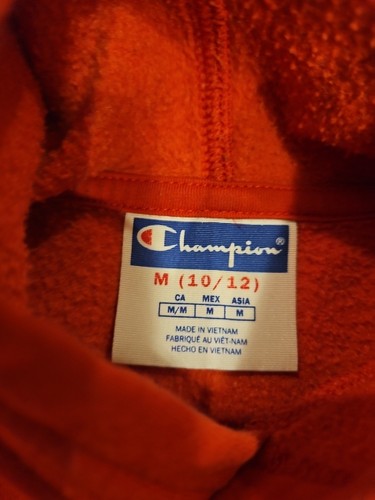 Champion®
M (10/12)
CA MEX ASIA
M/M M M
MADE IN VIETNAM
FABRIQUÉ AU VIÊT-NAM
HECHO EN VIETNAM